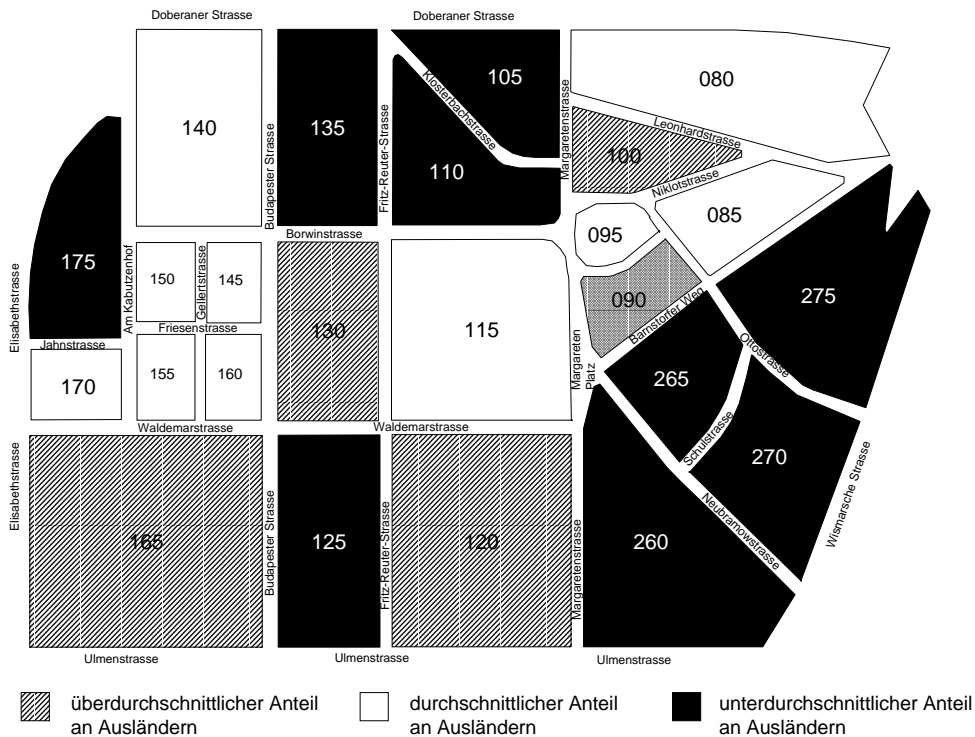 Doberaner Strasse
Doberaner Strasse
140
135
105
080
Klosterbachstrasse
110
Margaretenstrasse
Leonhardstrasse
100
Niklotstrasse
085
095
Budapester Strasse
Fritz-Reuter-Strasse
Borwinstrasse
175
Elisabethstrasse
Am Kabutzenhof
150
Gellertstrasse
145
130
115
090
Barnstorfer Weg
275
Friesenstrasse
Jahnstrasse
170
155
160
Margareten
Platz
265
Ottostrasse
Schulstrasse
270
Waldemarstrasse
Waldemarstrasse
Elisabethstrasse
165
Budapester Strasse
125
Fritz-Reuter-Strasse
120
Margaretenstrasse
260
Neubramowstrasse
Wismarsche Strasse
Ulmenstrasse
Ulmenstrasse
Ulmenstrasse
überdurchschnittlicher Anteil
an Ausländern
durchschnittlicher Anteil
an Ausländern
unterdurchschnittlicher Anteil
an Ausländern